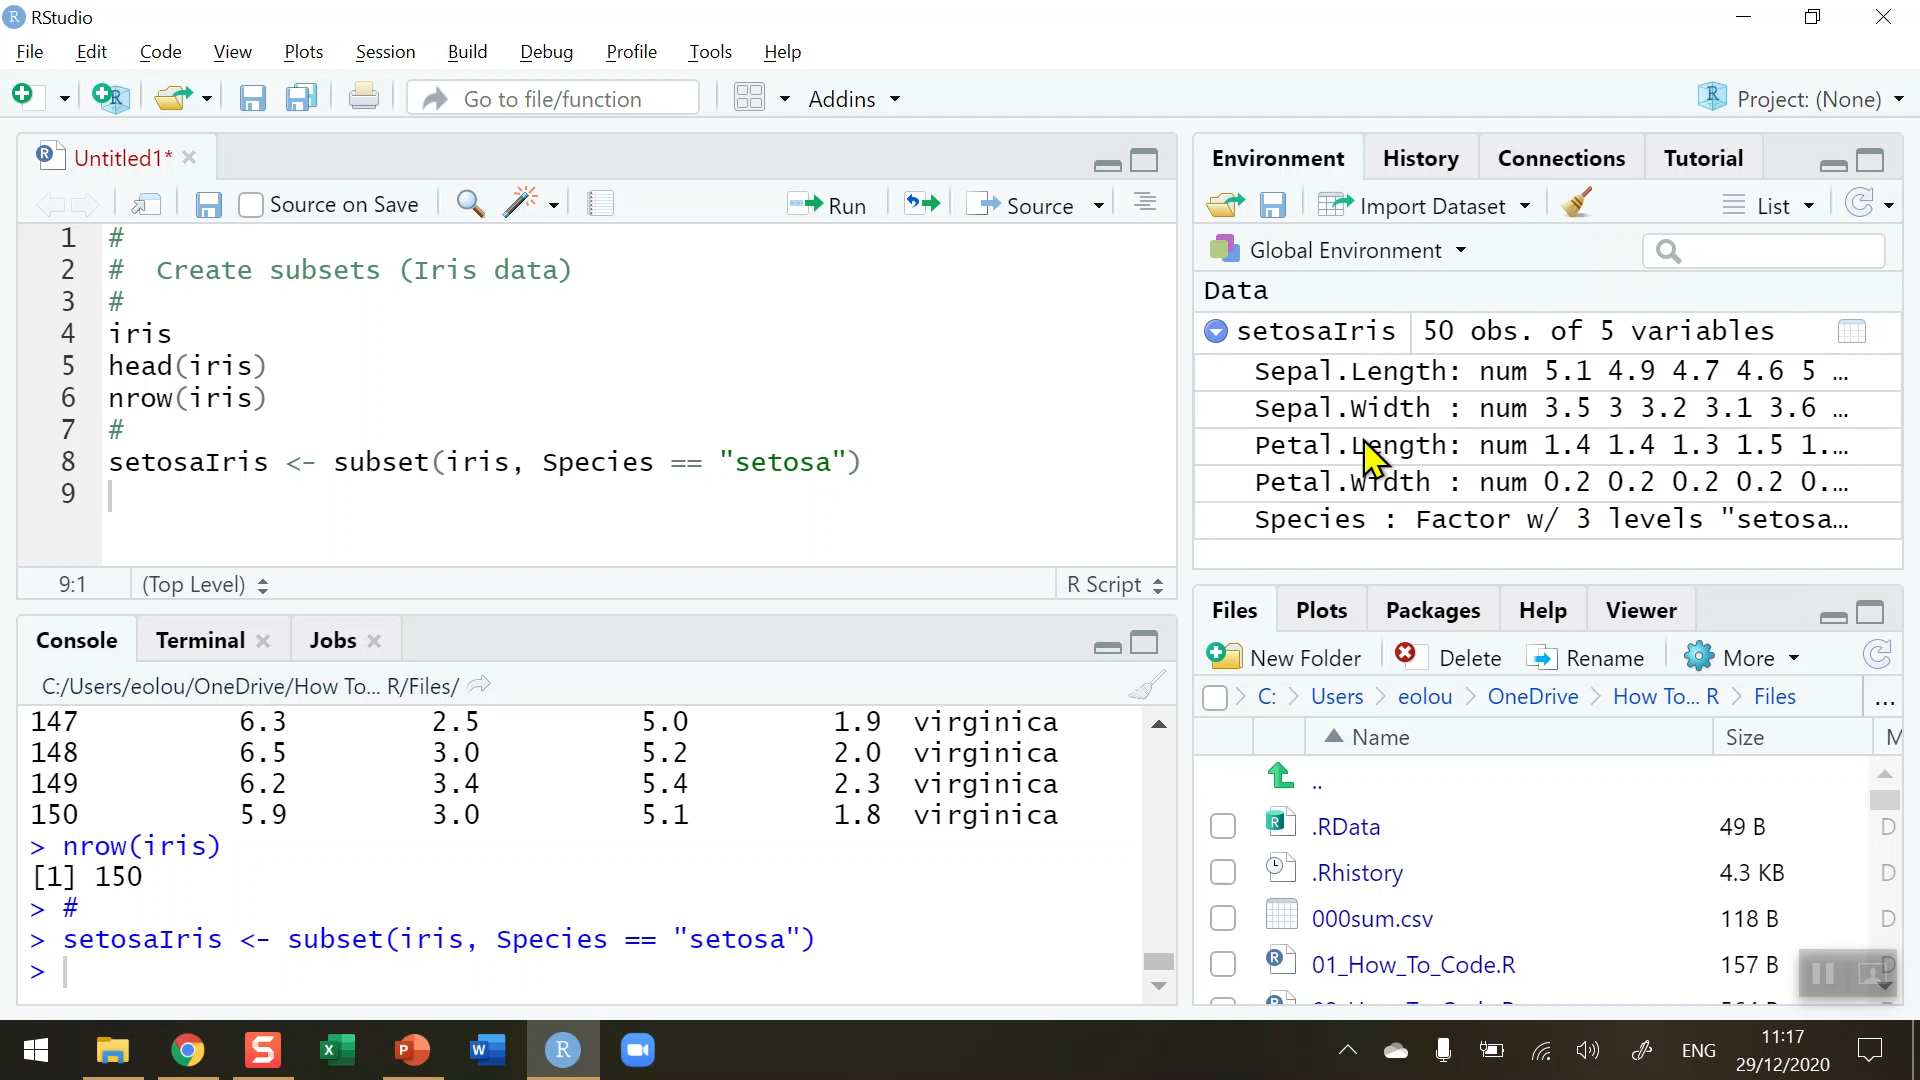 RStudio
File Edit Code View Plots Session Build Debug Profile Tools Help
Go to file/function Addins Project: (None)
Untitled1*
Source on Save Run Source
1 #
2 # Create subsets (Iris data)
3 #
4 iris
5 head(iris)
6 nrow(iris)
7 #
8 setosaIris <- subset(iris, Species == "setosa")
9
9:1 (Top Level) R Script
Console Terminal Jobs
C:/Users/eolou/OneDrive/How To... R/Files/
147 6.3 2.5 5.0 1.9 virginica
148 6.5 3.0 5.2 2.0 virginica
149 6.2 3.4 5.4 2.3 virginica
150 5.9 3.0 5.1 1.8 virginica
> nrow(iris)
[1] 150
> #
> setosaIris <- subset(iris, Species == "setosa")
>
Environment History Connections Tutorial
Import Dataset List
Global Environment
Data
setosaIris 50 obs. of 5 variables
Sepal.Length: num 5.1 4.9 4.7 4.6 5 ...
Sepal.Width : num 3.5 3 3.2 3.1 3.6 ...
Petal.Length: num 1.4 1.4 1.3 1.5 1....
Petal.Width : num 0.2 0.2 0.2 0.2 0....
Species : Factor w/ 3 levels "setosa...
Files Plots Packages Help Viewer
New Folder Delete Rename More
C: Users eolou OneDrive How To... R Files ...
Name Size M
..
.RData 49 B D
.Rhistory 4.3 KB D
000sum.csv 118 B D
01_How_To_Code.R 157 B D
ENG 11:17
29/12/2020